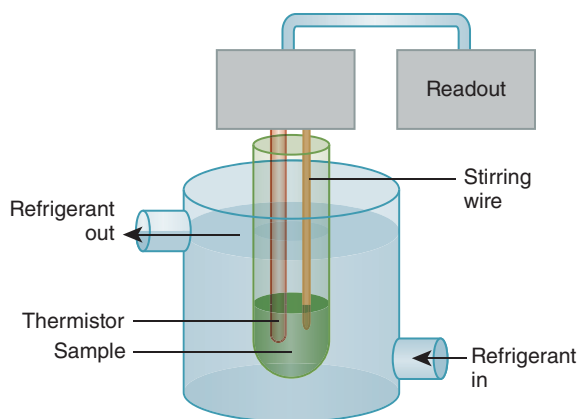 Readout
Stirring
wire
Refrigerant
out
Thermistor
Sample
Refrigerant
in